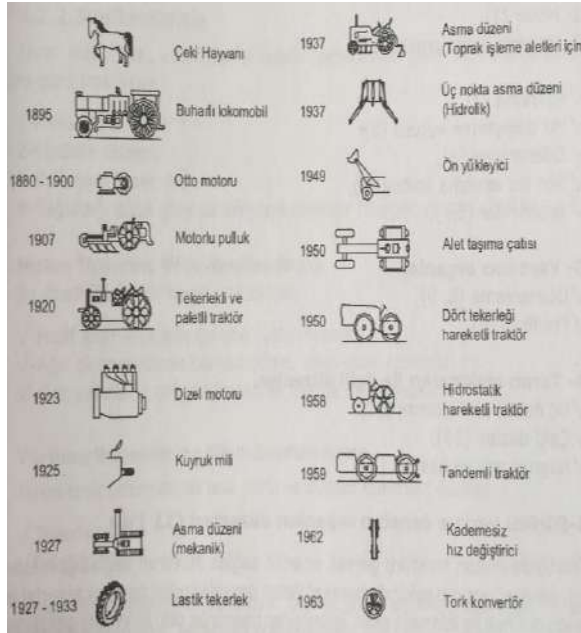 Çeki Hayvanı
1895 Buharlı lokomobil
1880 - 1900 Otto motoru
1907 Motorlu pulluk
1920 Tekerlekli ve
paletli traktör
1923 Dizel motoru
1925 Kuyruk mili
1927 Asma düzeni
(mekanik)
1927 - 1933 Lastik tekerlek
1937 Asma düzeni
(Toprak işleme aletleri için
1937 Üç nokta asma düzeni
(Hidrolik)
1949 Ön yükleyici
1950 Alet taşıma çatısı
1950 Dört tekerleği
hareketli traktör
1958 Hidrostatik
hareketli traktör
1959 Tandemli traktör
1962 Kademesiz
hız değiştirici
1963 Tork konvertör